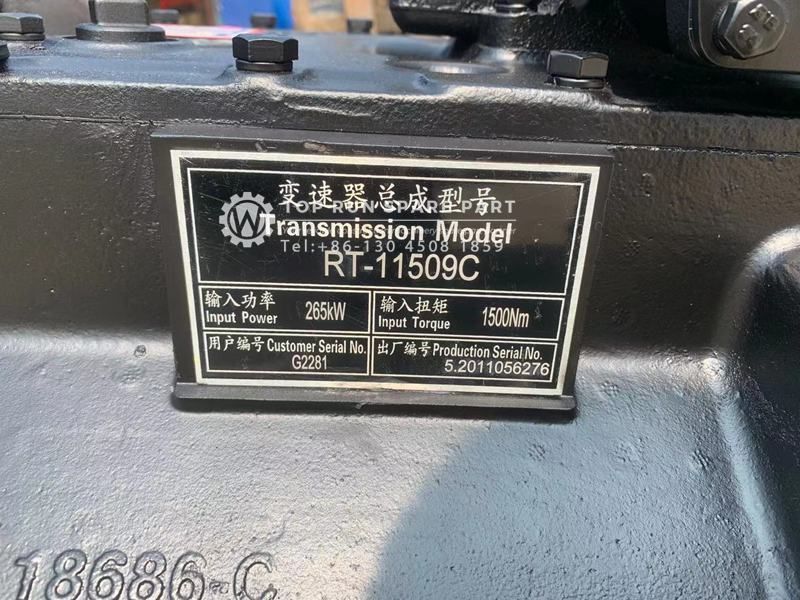 变速器总成型号
TOP RUN SPARE PART
Transmission Model
Tel:+86-130 4508 1859
RT-11509C
输入功率 265kW 输入扭矩 1500Nm
Input Power Input Torque
用户编号 Customer Serial No. 出厂编号 Production Serial No.
G2281 5.2011056276
18686-C